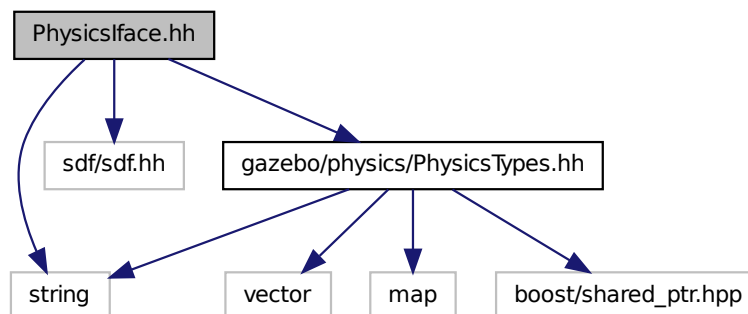 PhysicsIface.hh
sdf/sdf.hh
gazebo/physics/PhysicsTypes.hh
string
vector
map
boost/shared_ptr.hpp